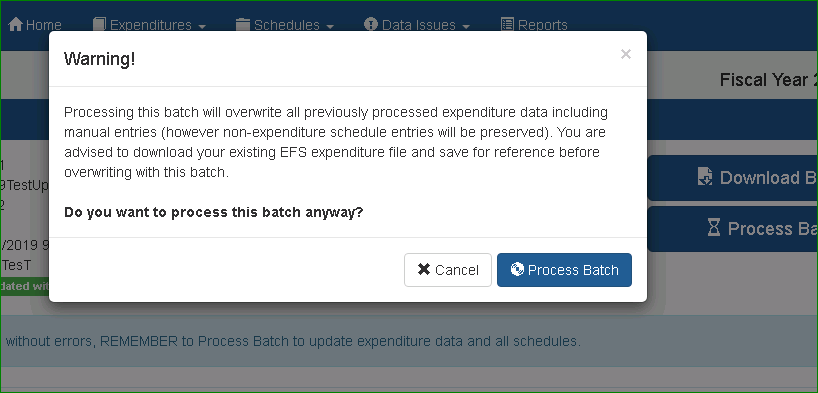 Home Expenditures Schedules Data Issues Reports
Warning!
×
Fiscal Year 2
Processing this batch will overwrite all previously processed expenditure data including
manual entries (however non-expenditure schedule entries will be preserved). You are
advised to download your existing EFS expenditure file and save for reference before
overwriting with this batch.
Do you want to process this batch anyway?
Cancel Process Batch
1
9TestUp
2
/2019 9
TesT
dated wit
Download B
Process Ba
without errors, REMEMBER to Process Batch to update expenditure data and all schedules.